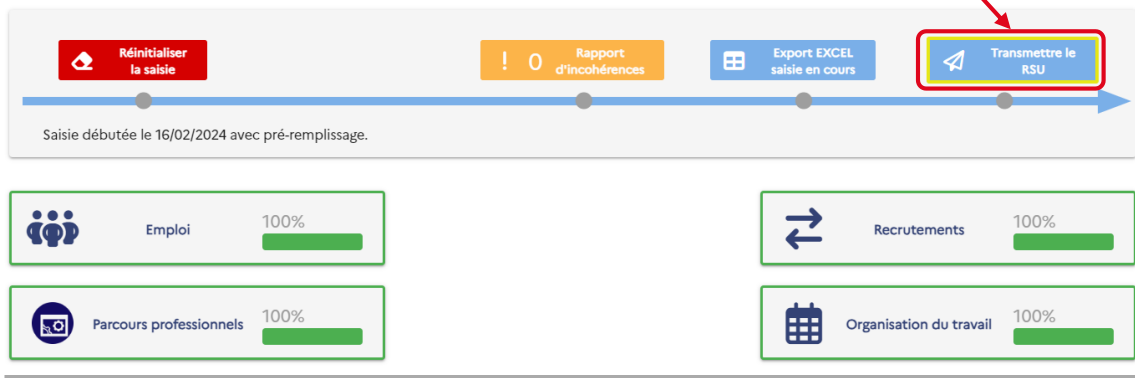 Réinitialiser
la saisie
! 0 Rapport
d'incohérences
Export EXCEL
saisie en cours
Transmettre le
RSU
Saisie débutée le 16/02/2024 avec pré-remplissage.
Emploi 100%
Recrutements 100%
Parcours professionnels 100%
Organisation du travail 100%